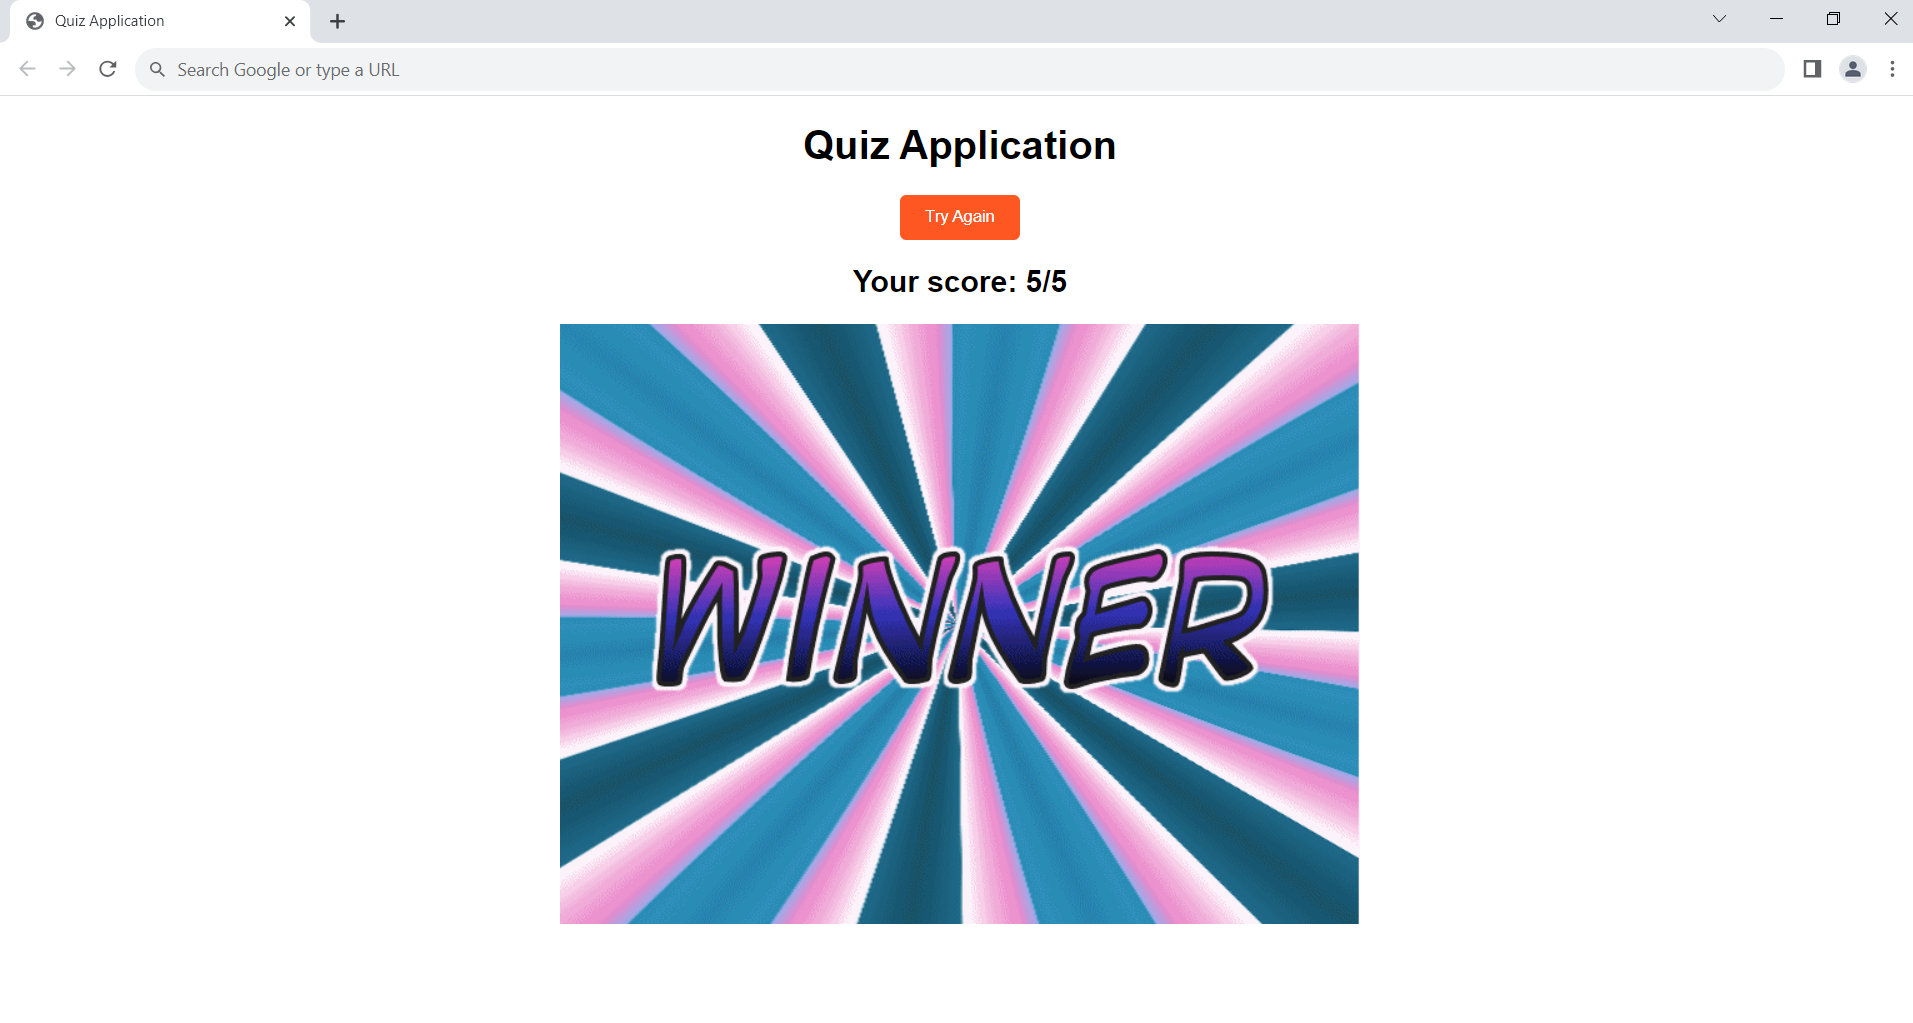 Quiz Application
Search Google or type a URL
Quiz Application
Try Again
Your score: 5/5
WINNER